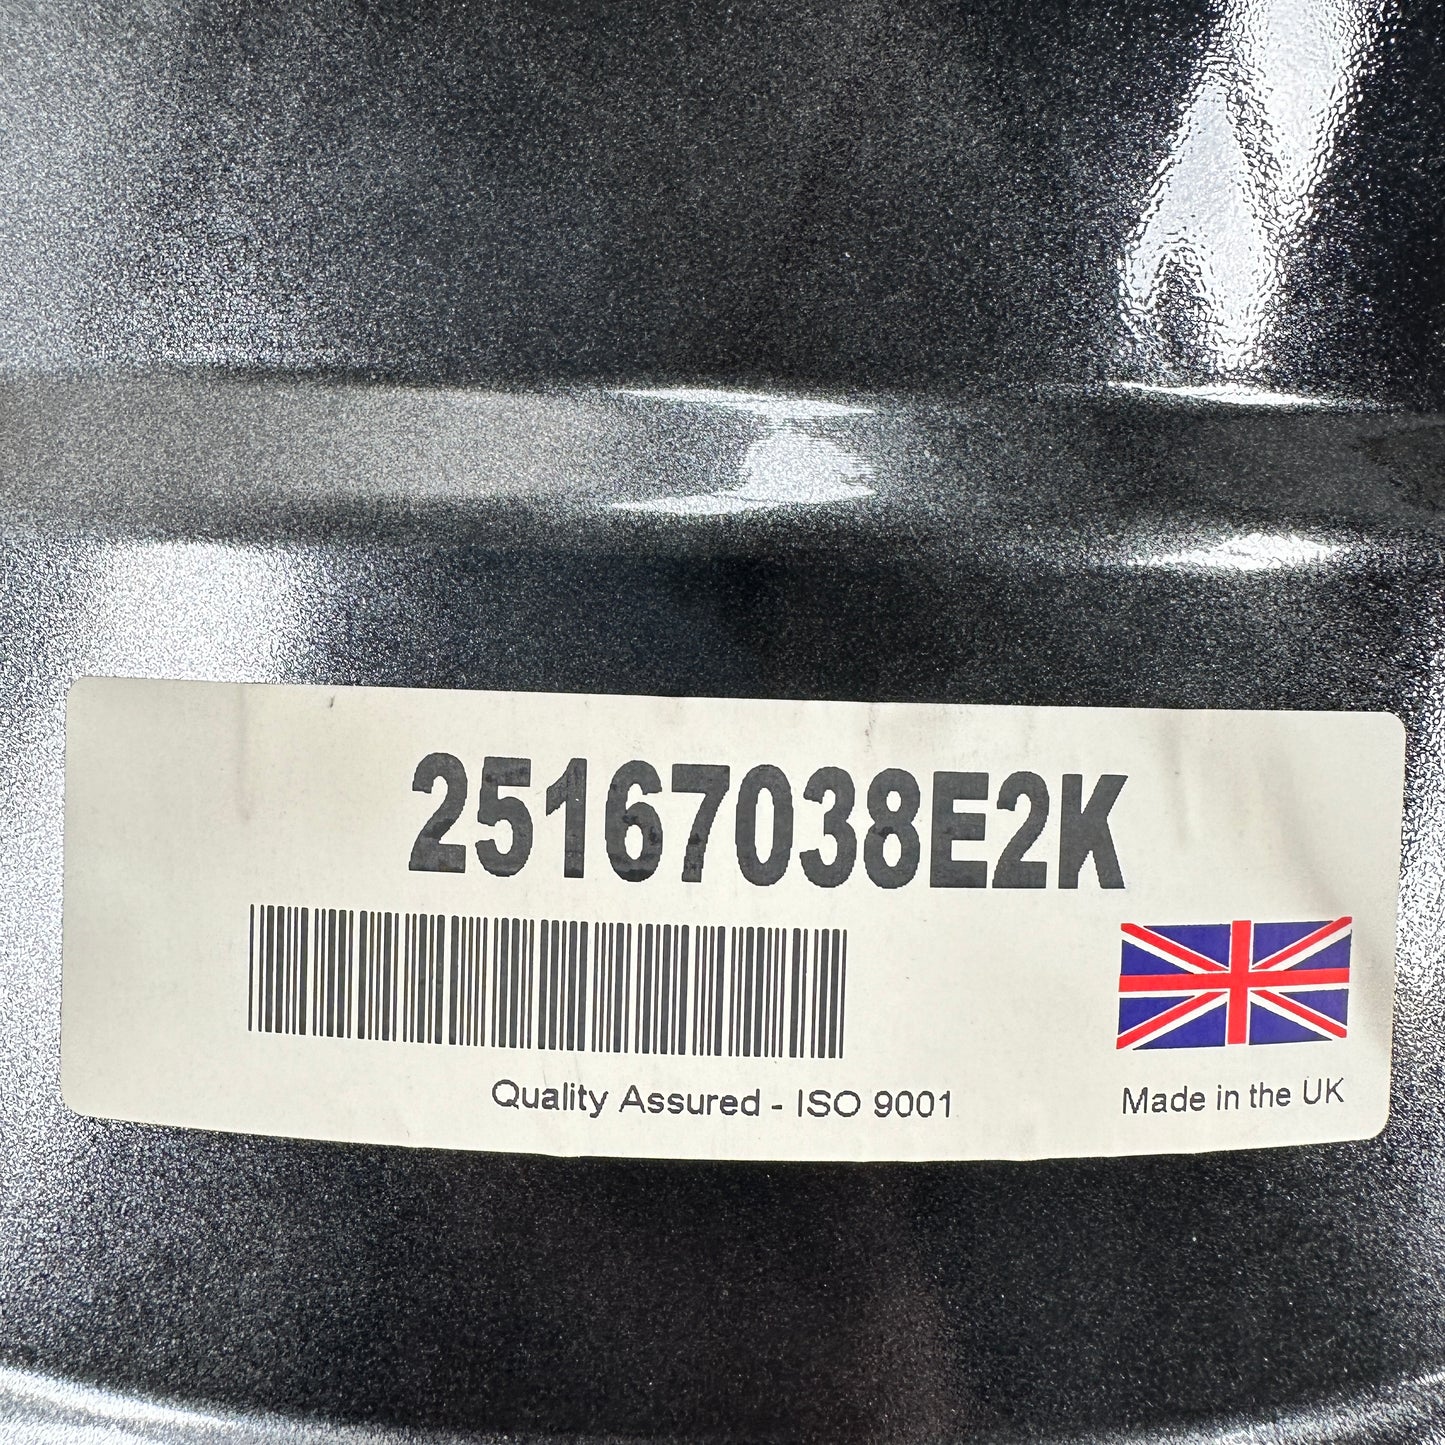 25167038E2K
Quality Assured - ISO 9001
Made in the UK